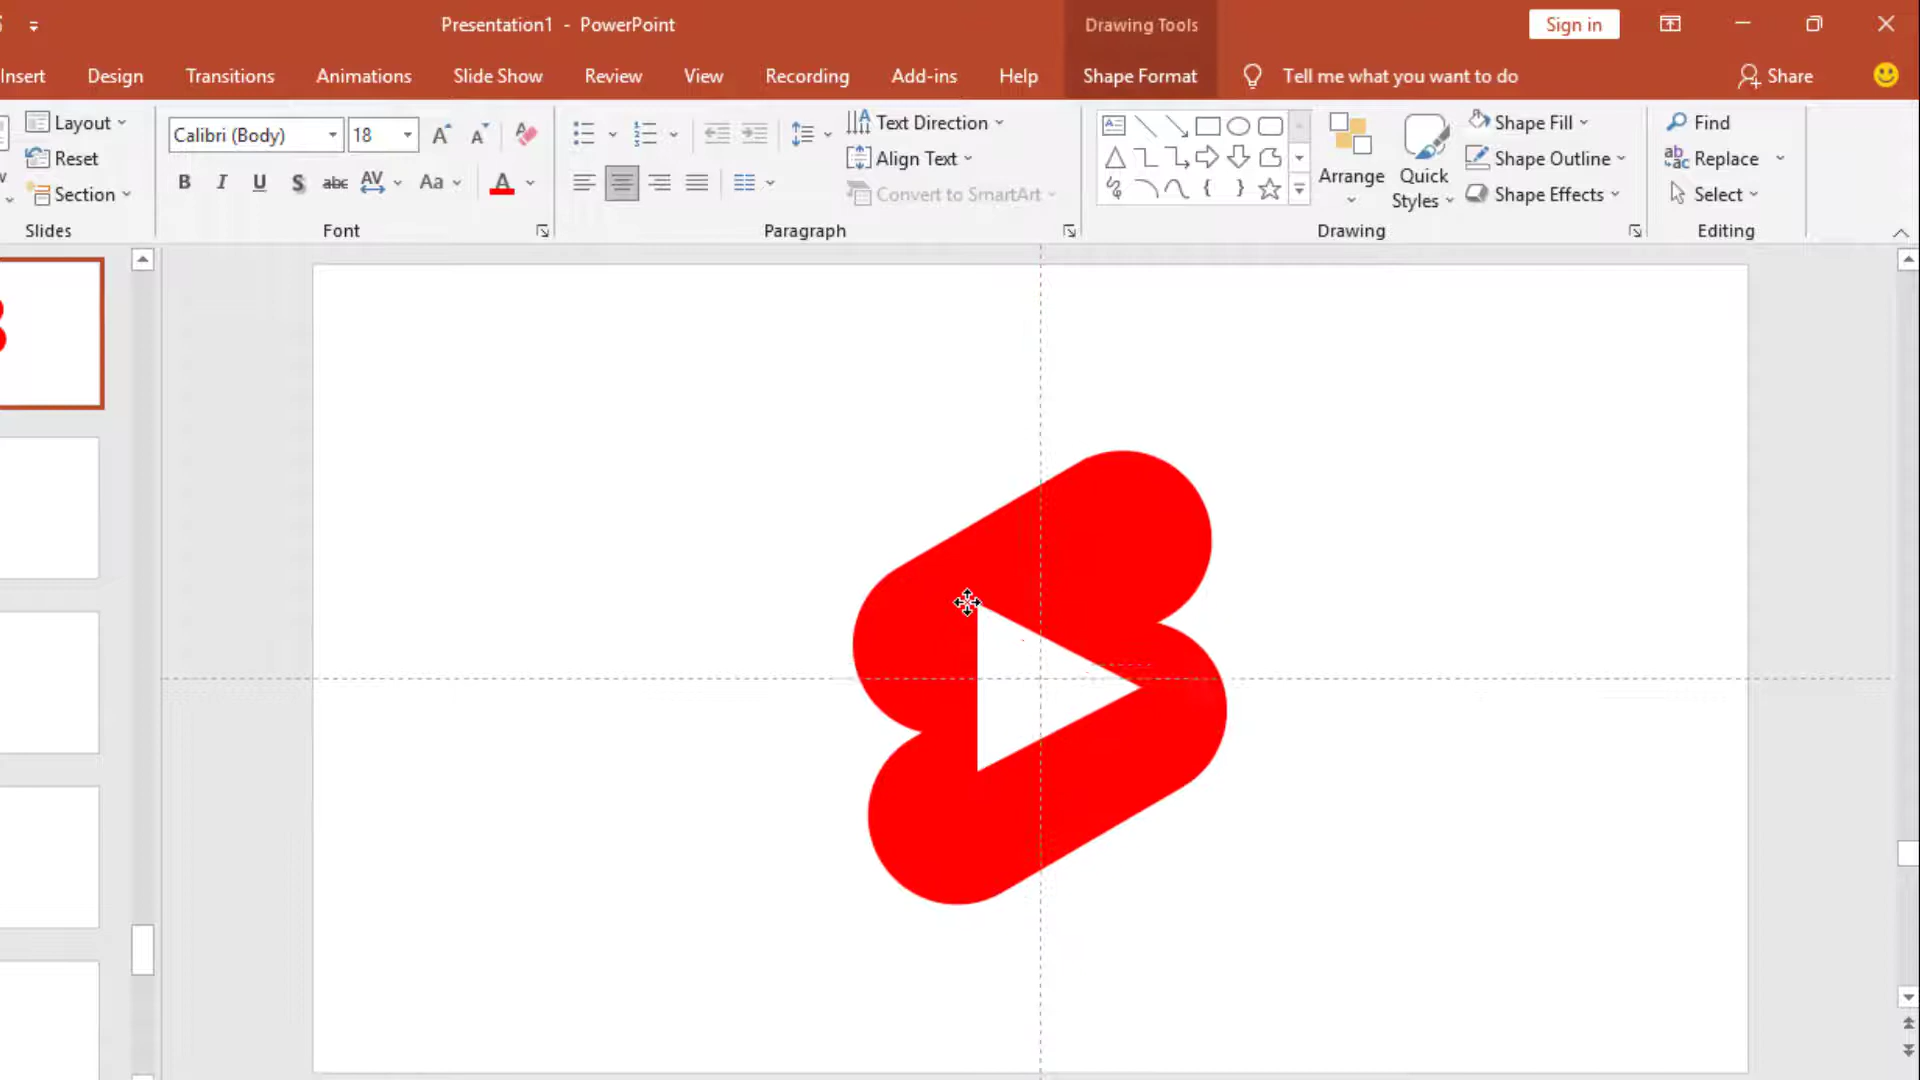 Presentation1 - PowerPoint
Drawing Tools
Sign in
Insert Design Transitions Animations Slide Show Review View Recording Add-ins Help Shape Format Tell me what you want to do Share
Layout
Reset
Section
Slides
Calibri (Body) 18
B I U S abc AV Aa A
Font
Text Direction
Align Text
Convert to SmartArt
Paragraph
Arrange
Quick
Styles
Shape Fill
Shape Outline
Shape Effects
Drawing
Find
Replace
Select
Editing